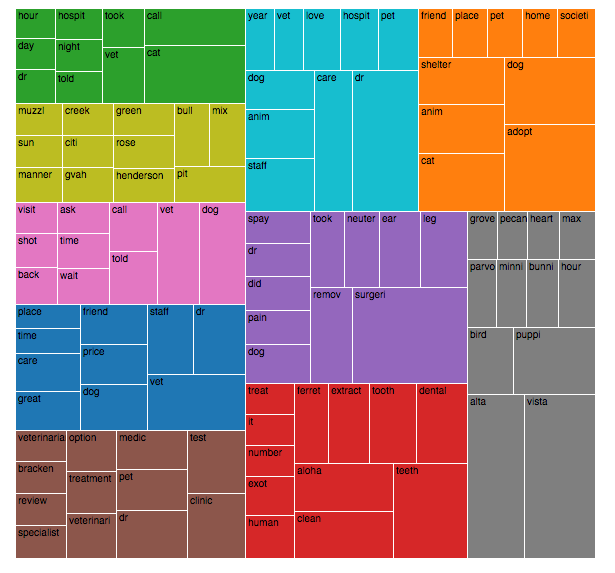 hour
hospit
took
call
day
night
vet
cat
dr
told
muzzl
creek
green
bull
mix
sun
citi
rose
manner
gvah
henderson
pit
visit
ask
call
vet
dog
shot
time
told
back
wait
place
friend
staff
dr
time
care
price
great
dog
vet
veterinaria
option
medic
test
bracken
treatment
pet
review
clinic
specialist
veterinari
dr
year
vet
love
hospit
pet
dog
care
dr
anim
staff
friend
place
pet
home
societi
shelter
dog
anim
adopt
cat
spay
took
neuter
ear
leg
dr
did
remov
surgeri
pain
dog
grove
pecan
heart
max
parvo
minni
bunni
hour
bird
puppi
alta
vista
treat
ferret
extract
tooth
dental
it
number
aloha
teeth
exot
clean
human